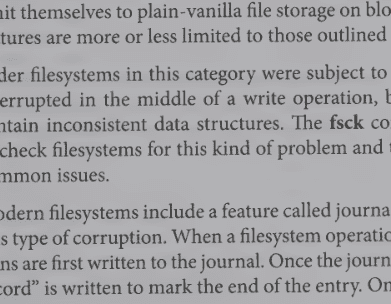 nit themselves to plain-vanilla file storage on blo
tures are more or less limited to those outlined
der filesystems in this category were subject to
errupted in the middle of a write operation, b
ntain inconsistent data structures. The fsck co
check filesystems for this kind of problem and
mmon issues.
odern filesystems include a feature called journa
s type of corruption. When a filesystem operatio
ns are first written to the journal. Once the journ
cord” is written to mark the end of the entry. On